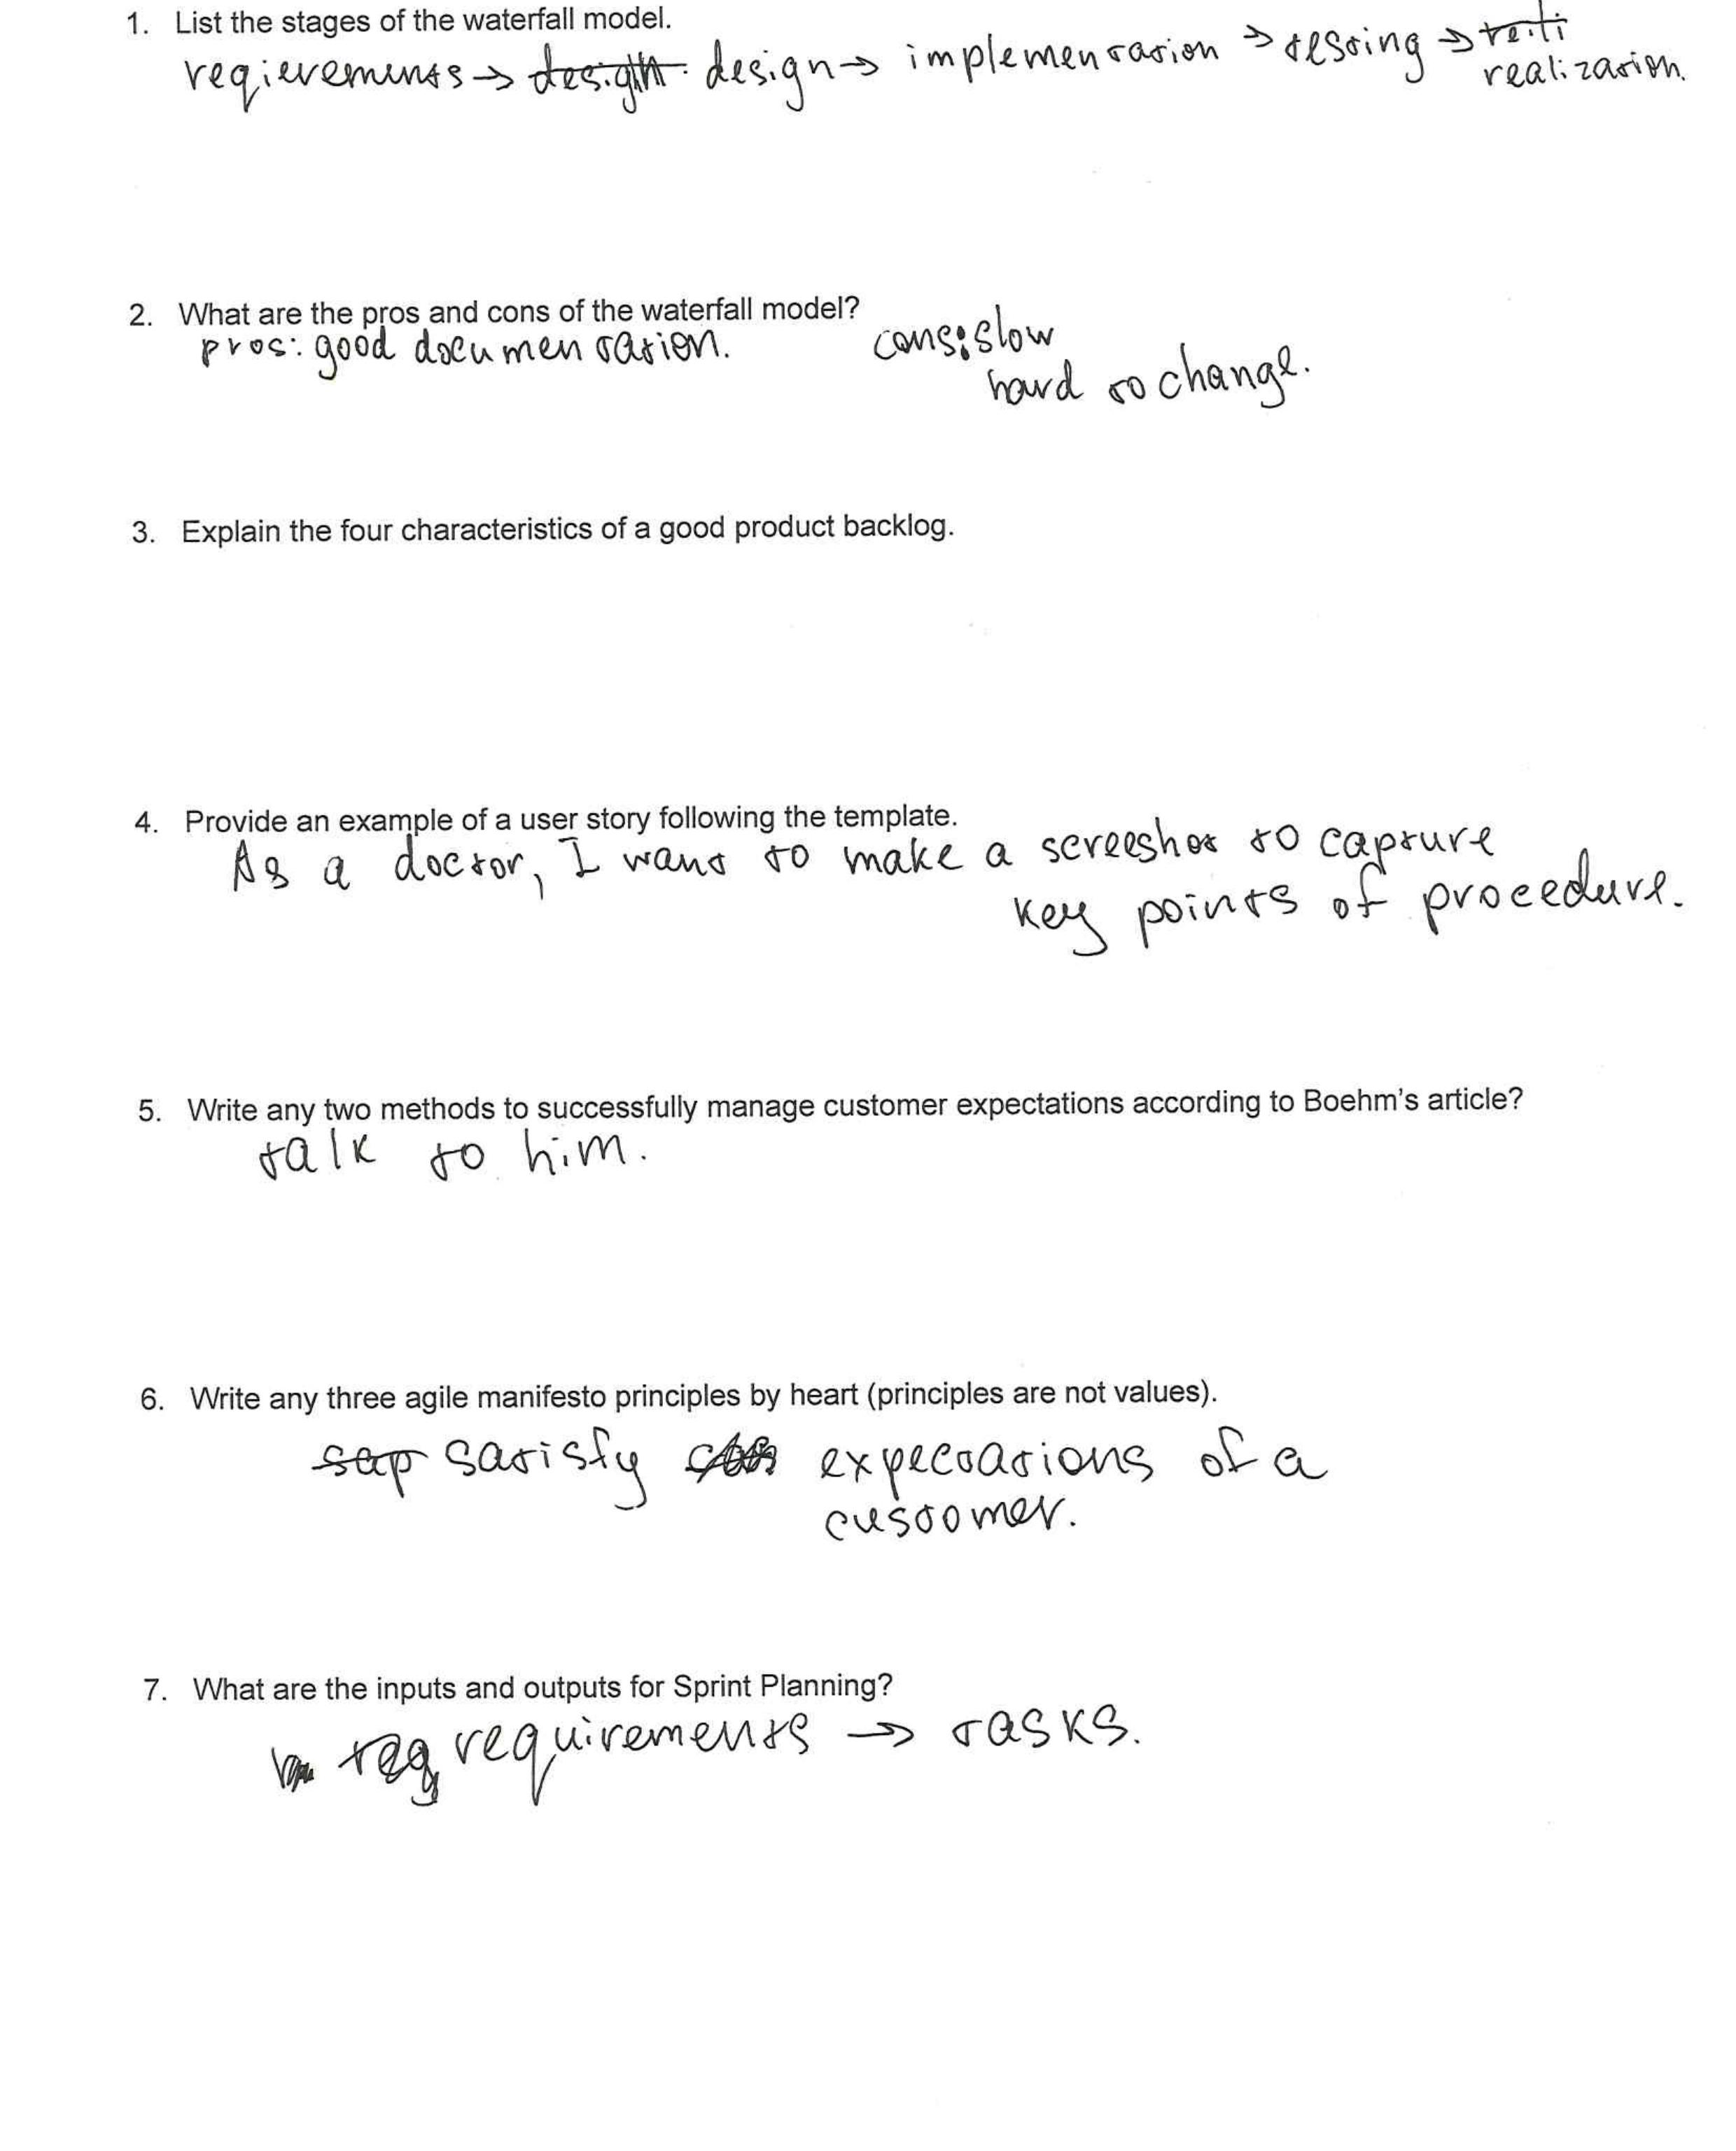 1. List the stages of the waterfall model.
reqierements → design → implementation → testing →
realization.
2. What are the pros and cons of the waterfall model?
pros: good documentation. cons: slow
hard to change.
3. Explain the four characteristics of a good product backlog.
4. Provide an example of a user story following the template.
As a doctor, I want to make a screeshot to capture
key points of procedure.
5. Write any two methods to successfully manage customer expectations according to Boehm's article?
talk to him.
6. Write any three agile manifesto principles by heart (principles are not values).
sap satisfy expectations of a
customer.
7. What are the inputs and outputs for Sprint Planning?
req requirements → tasks.